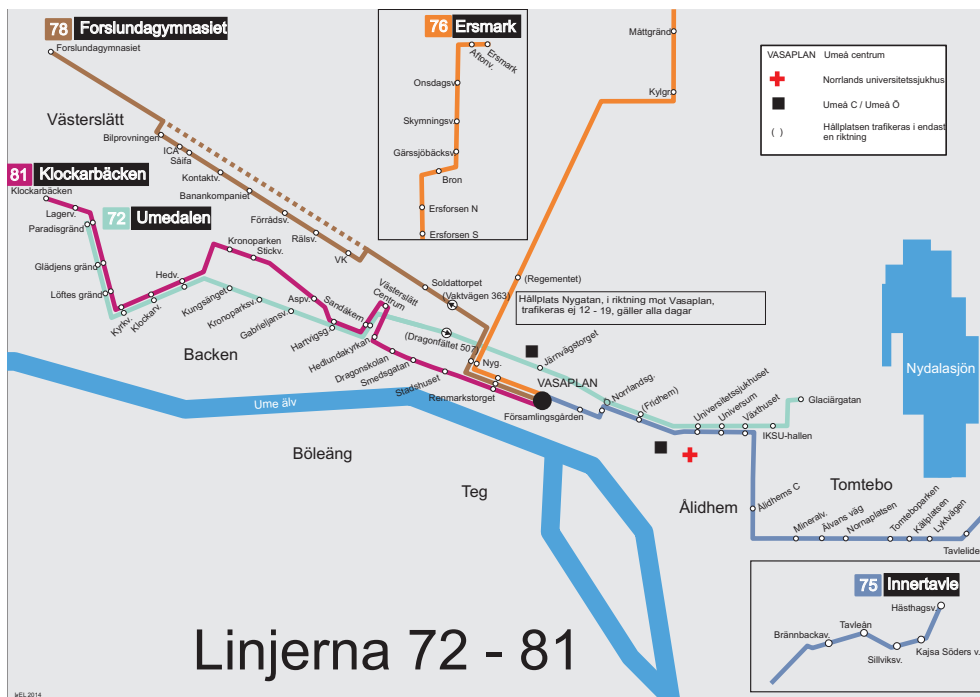 78 Forslundagymnasiet
Forslundagymnasiet
76 Ersmark
Aftonv.
Ersmark
Onsdagsv.
Skymningsv.
Gärssjöbäcksv.
Bron
Ersforsen N
Ersforsen S
Måttgränd
Kylgr.
VASAPLAN Umeå centrum
Norrlands universitetssjukhus
Umeå C / Umeå Ö
( ) Hållplatsen trafikeras i endast
en riktning
Västerslätt
Bilprovningen
ICA
Såifa
Kontaktv.
Banankompaniet
Förrådsv.
Rälsv.
VK
81 Klockarbäcken
Klockarbäcken
Lagerv.
Paradisgränd
72 Umedalen
Glädjens gränd
Löftes gränd
Kyrkv.
Klockarv.
Hedv.
Kronoparken
Stickv.
Kungsänget
Kronoparksv.
Gabrieljansv.
Aspv.
Hartvigsg.
Sandåkern
Hedlundakyrkan
Västerslätt
Centrum
Soldattorpet
(Vaktvägen 363)
(Dragonfältet 507)
Dragonskolan
Smedsgatan
Stadshuset
Renmarkstorget
(Regementet)
Hållplats Nygatan, i riktning mot Vasaplan,
trafikeras ej 12 - 19, gäller alla dagar
Järnvägstorget
Nyg.
VASAPLAN
Församlingsgården
Norrlandsg.
(Fridhem)
Universitetssjukhuset
Universum
Växthuset
IKSU-hallen
Glaciärgatan
Nydalasjön
Backen
Ume älv
Böleäng
Teg
Ålidhem
Tomtebo
Ålidhems C
Mineralv.
Älvans väg
Nornaplatsen
Tomteboparken
Källplatsen
Lyktvägen
Tavlelide
75 Innertavle
Hästhagsv.
Brännbackav.
Tavleån
Sillviksv.
Kajsa Söders v.
Linjerna 72 - 81